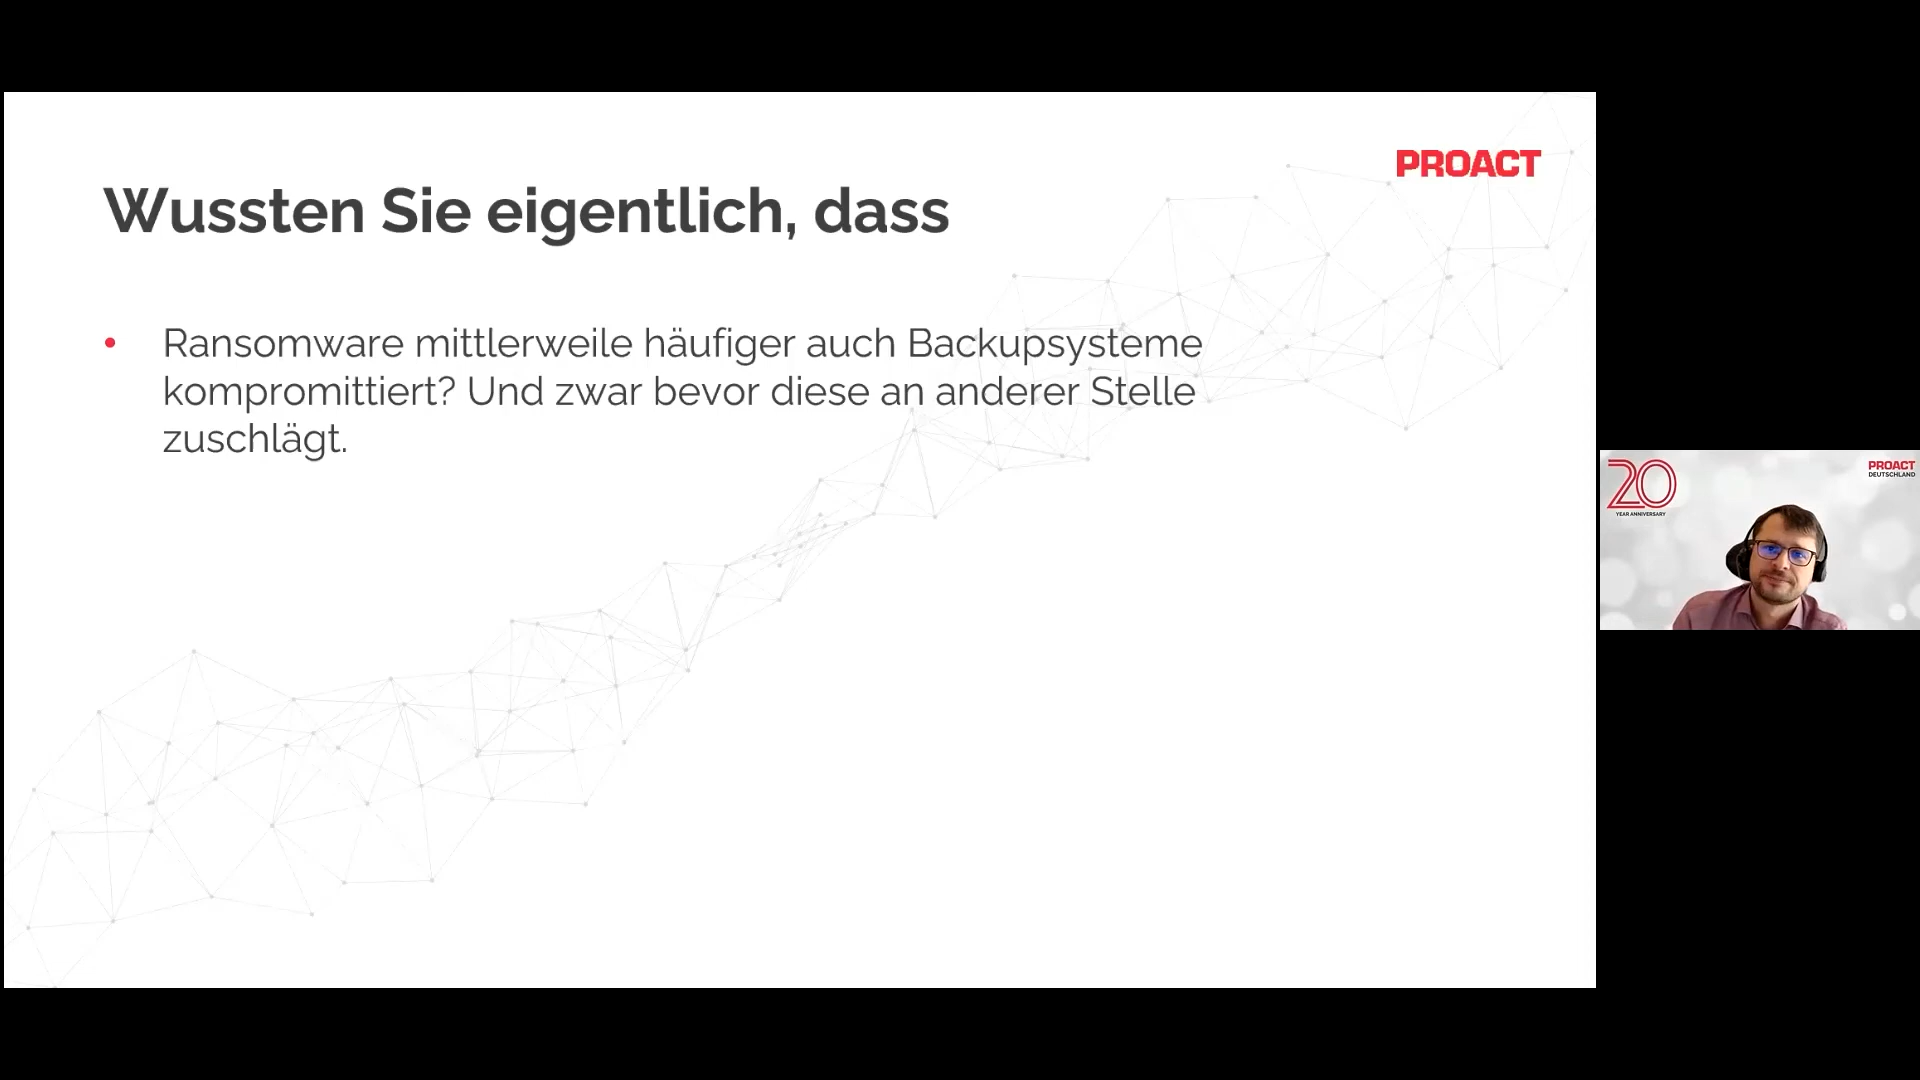 PROACT
Wussten Sie eigentlich, dass
• Ransomware mittlerweile häufiger auch Backupsysteme
kompromittiert? Und zwar bevor diese an anderer Stelle
zuschlägt.
20
YEAR ANNIVERSARY
PROACT
DEUTSCHLAND